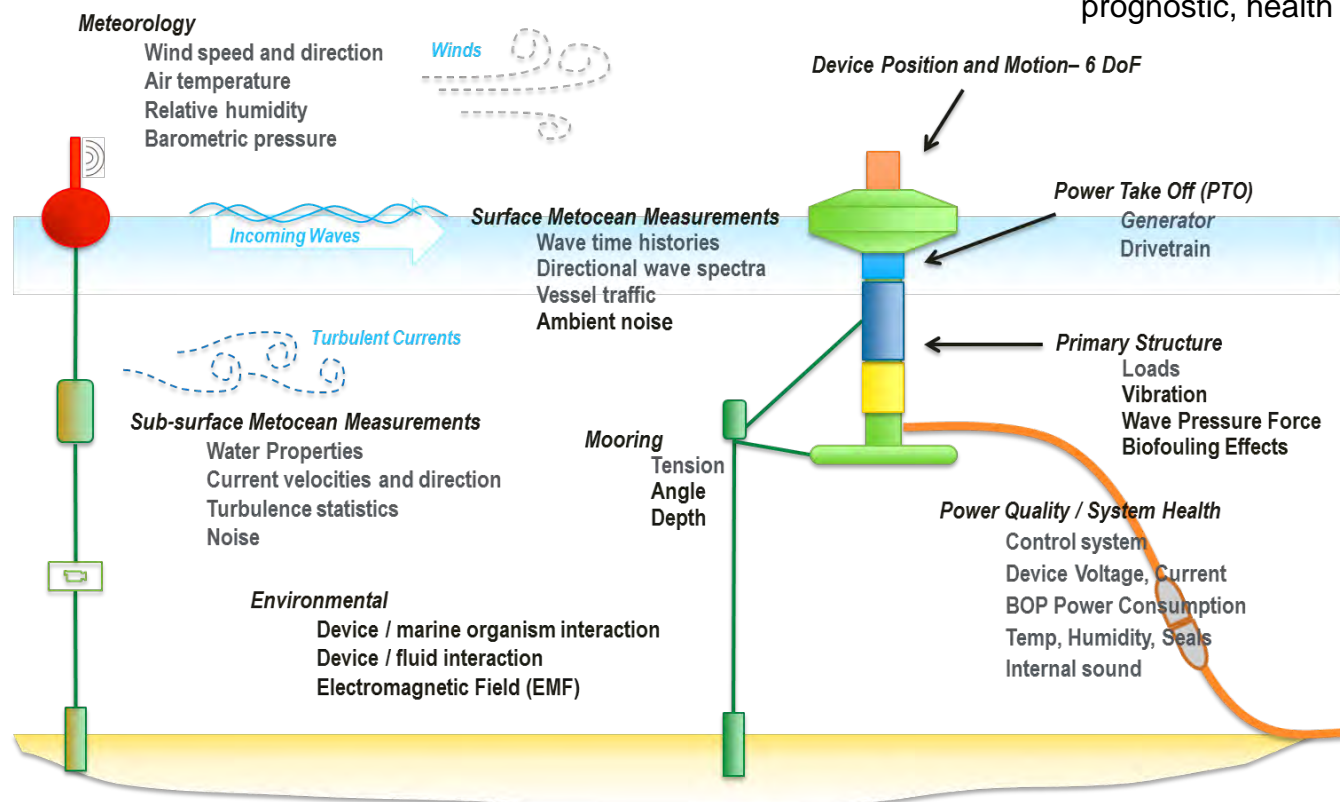 prognostic, health
Meteorology
Wind speed and direction
Air temperature
Relative humidity
Barometric pressure
Winds
Device Position and Motion– 6 DoF
Power Take Off (PTO)
Generator
Drivetrain
Incoming Waves
Surface Metocean Measurements
Wave time histories
Directional wave spectra
Vessel traffic
Ambient noise
Turbulent Currents
Primary Structure
Loads
Vibration
Wave Pressure Force
Biofouling Effects
Sub-surface Metocean Measurements
Water Properties
Current velocities and direction
Turbulence statistics
Noise
Mooring
Tension
Angle
Depth
Power Quality / System Health
Control system
Device Voltage, Current
BOP Power Consumption
Temp, Humidity, Seals
Internal sound
Environmental
Device / marine organism interaction
Device / fluid interaction
Electromagnetic Field (EMF)